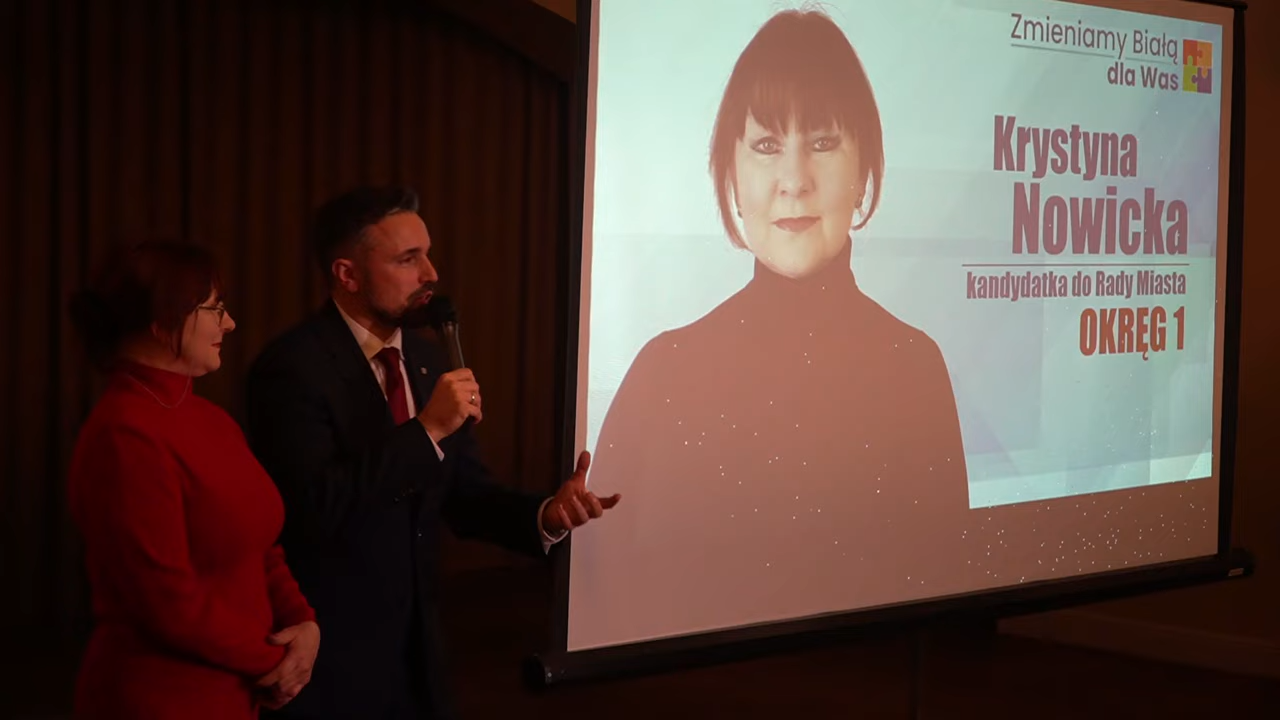 Zmieniamy Białą
dla Was
Krystyna
Nowicka
kandydatka do Rady Miasta
OKRĘG 1